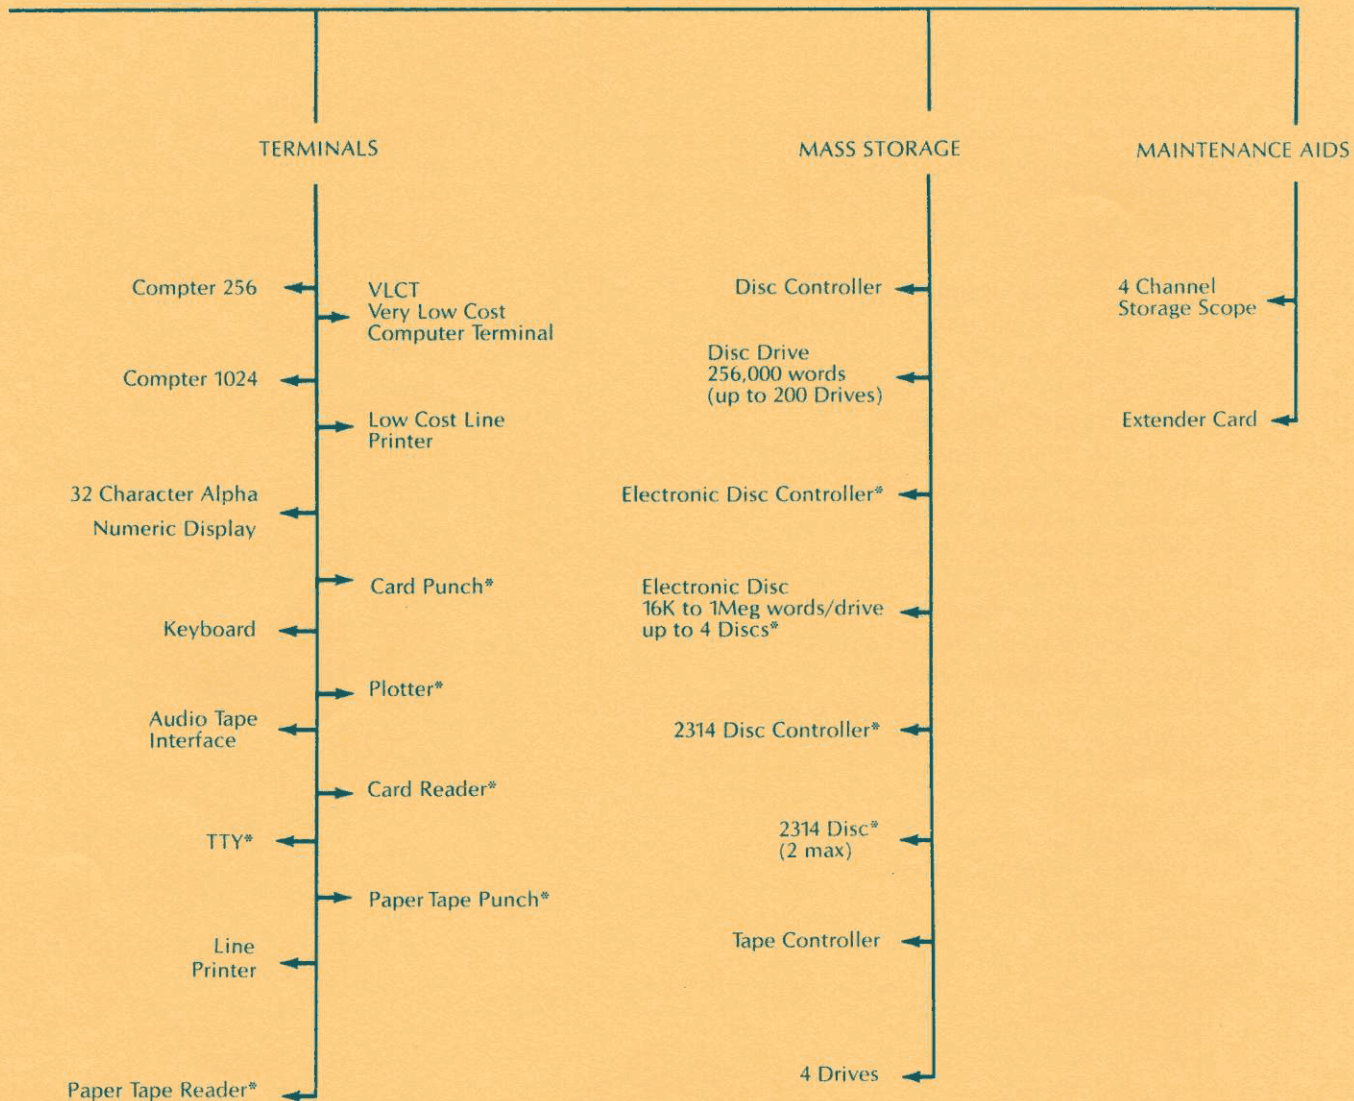 TERMINALS
Compter 256
VLCT
Very Low Cost
Computer Terminal
Compter 1024
Low Cost Line
Printer
32 Character Alpha
Numeric Display
Card Punch*
Keyboard
Plotter*
Audio Tape
Interface
Card Reader*
TTY*
Paper Tape Punch*
Line
Printer
Paper Tape Reader*
MASS STORAGE
Disc Controller
Disc Drive
256,000 words
(up to 200 Drives)
Electronic Disc Controller*
Electronic Disc
16K to 1Meg words/drive
up to 4 Discs*
2314 Disc Controller*
2314 Disc*
(2 max)
Tape Controller
4 Drives
MAINTENANCE AIDS
4 Channel
Storage Scope
Extender Card